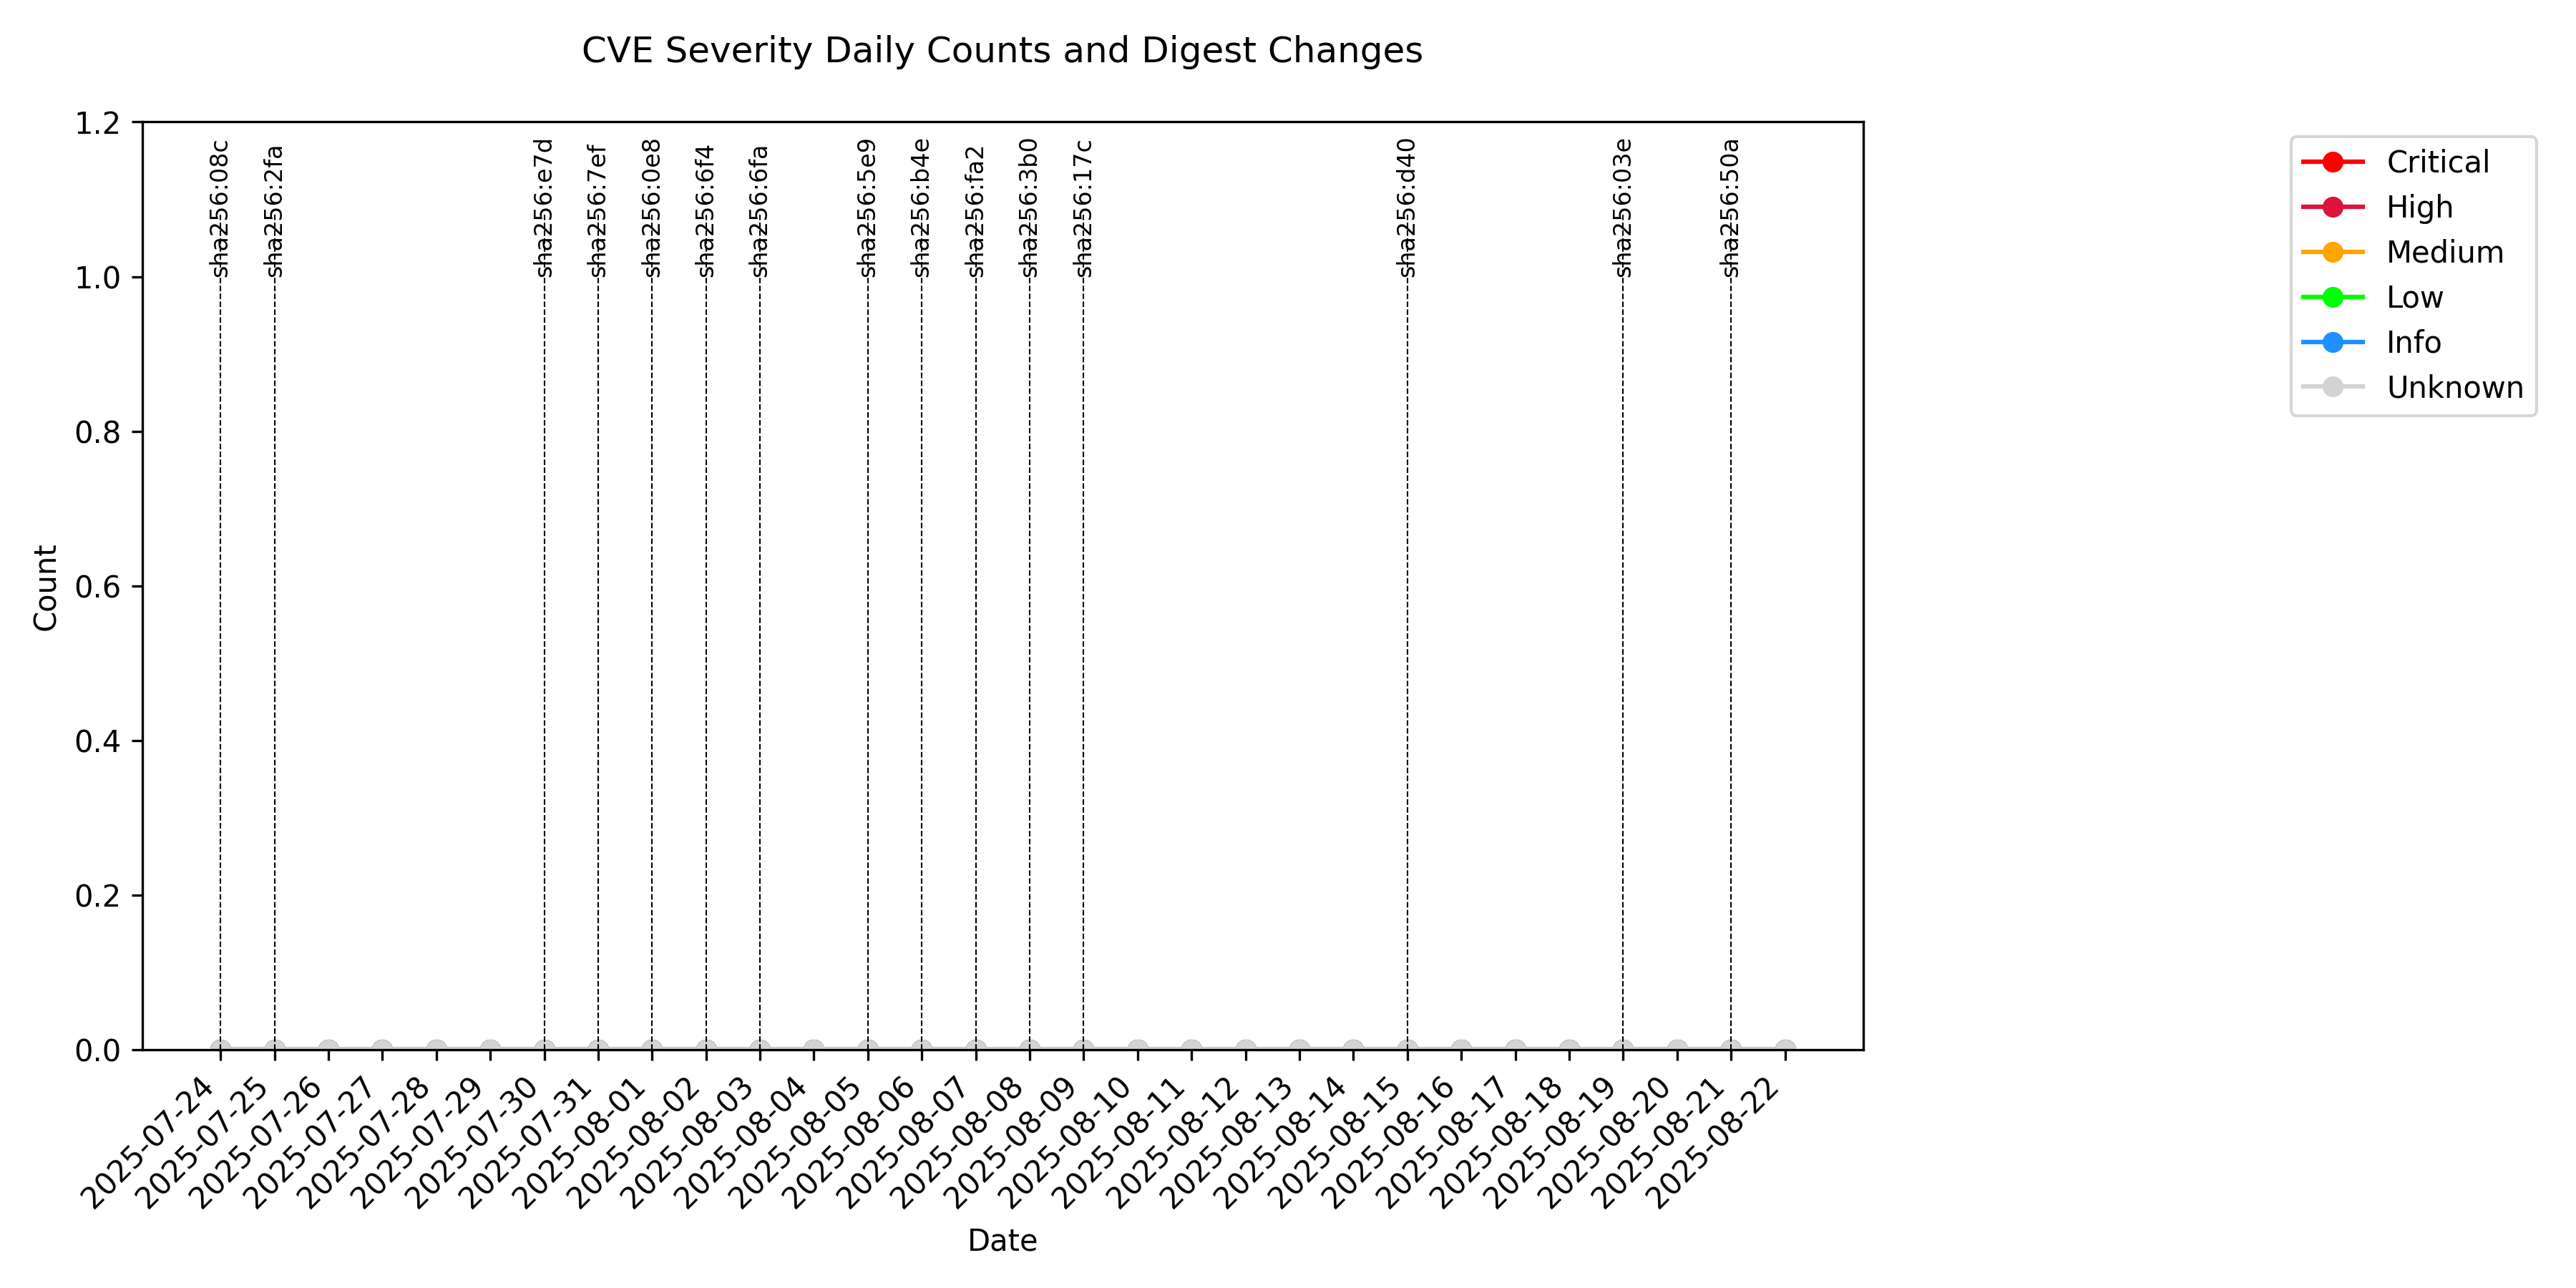 CVE Severity Daily Counts and Digest Changes
1.2
1.0
0.8
0.6
0.4
0.2
0.0
Count
sha256:08c
sha256:2fa
sha256:e7d
sha256:7ef
sha256:0e8
sha256:6f4
sha256:6fa
sha256:5e9
sha256:b4e
sha256:fa2
sha256:3b0
sha256:17c
sha256:d40
sha256:03e
sha256:50a
2025-07-24
2025-07-25
2025-07-26
2025-07-27
2025-07-28
2025-07-29
2025-07-30
2025-07-31
2025-08-01
2025-08-02
2025-08-03
2025-08-04
2025-08-05
2025-08-06
2025-08-07
2025-08-08
2025-08-09
2025-08-10
2025-08-11
2025-08-12
2025-08-13
2025-08-14
2025-08-15
2025-08-16
2025-08-17
2025-08-18
2025-08-19
2025-08-20
2025-08-21
2025-08-22
Date
Critical
High
Medium
Low
Info
Unknown